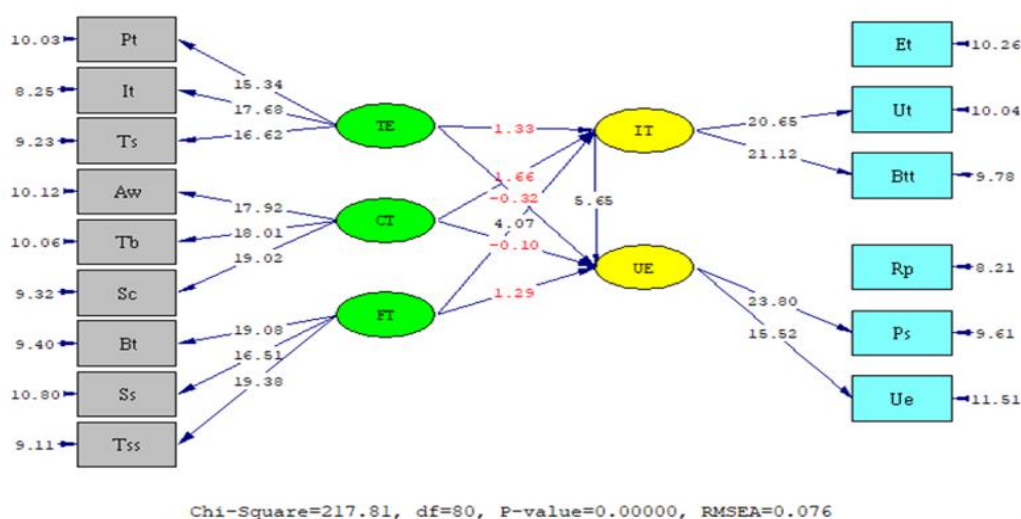 10.03 Pt
8.25 It
9.23 Ts
10.12 Aw
10.06 Tb
9.32 Sc
9.40 Bt
10.80 Ss
9.11 Tss
15.34
17.68
16.62
17.92
18.01
19.02
19.08
16.51
19.38
TE
CT
FT
1.33
1.66
-0.32
4.07
-0.10
1.29
5.65
IT
UE
20.65
21.12
23.80
15.52
Et 10.26
Ut 10.04
Btt 9.78
Rp 8.21
Ps 9.61
Ue 11.51
Chi-Square=217.81, df=80, P-value=0.00000, RMSEA=0.076